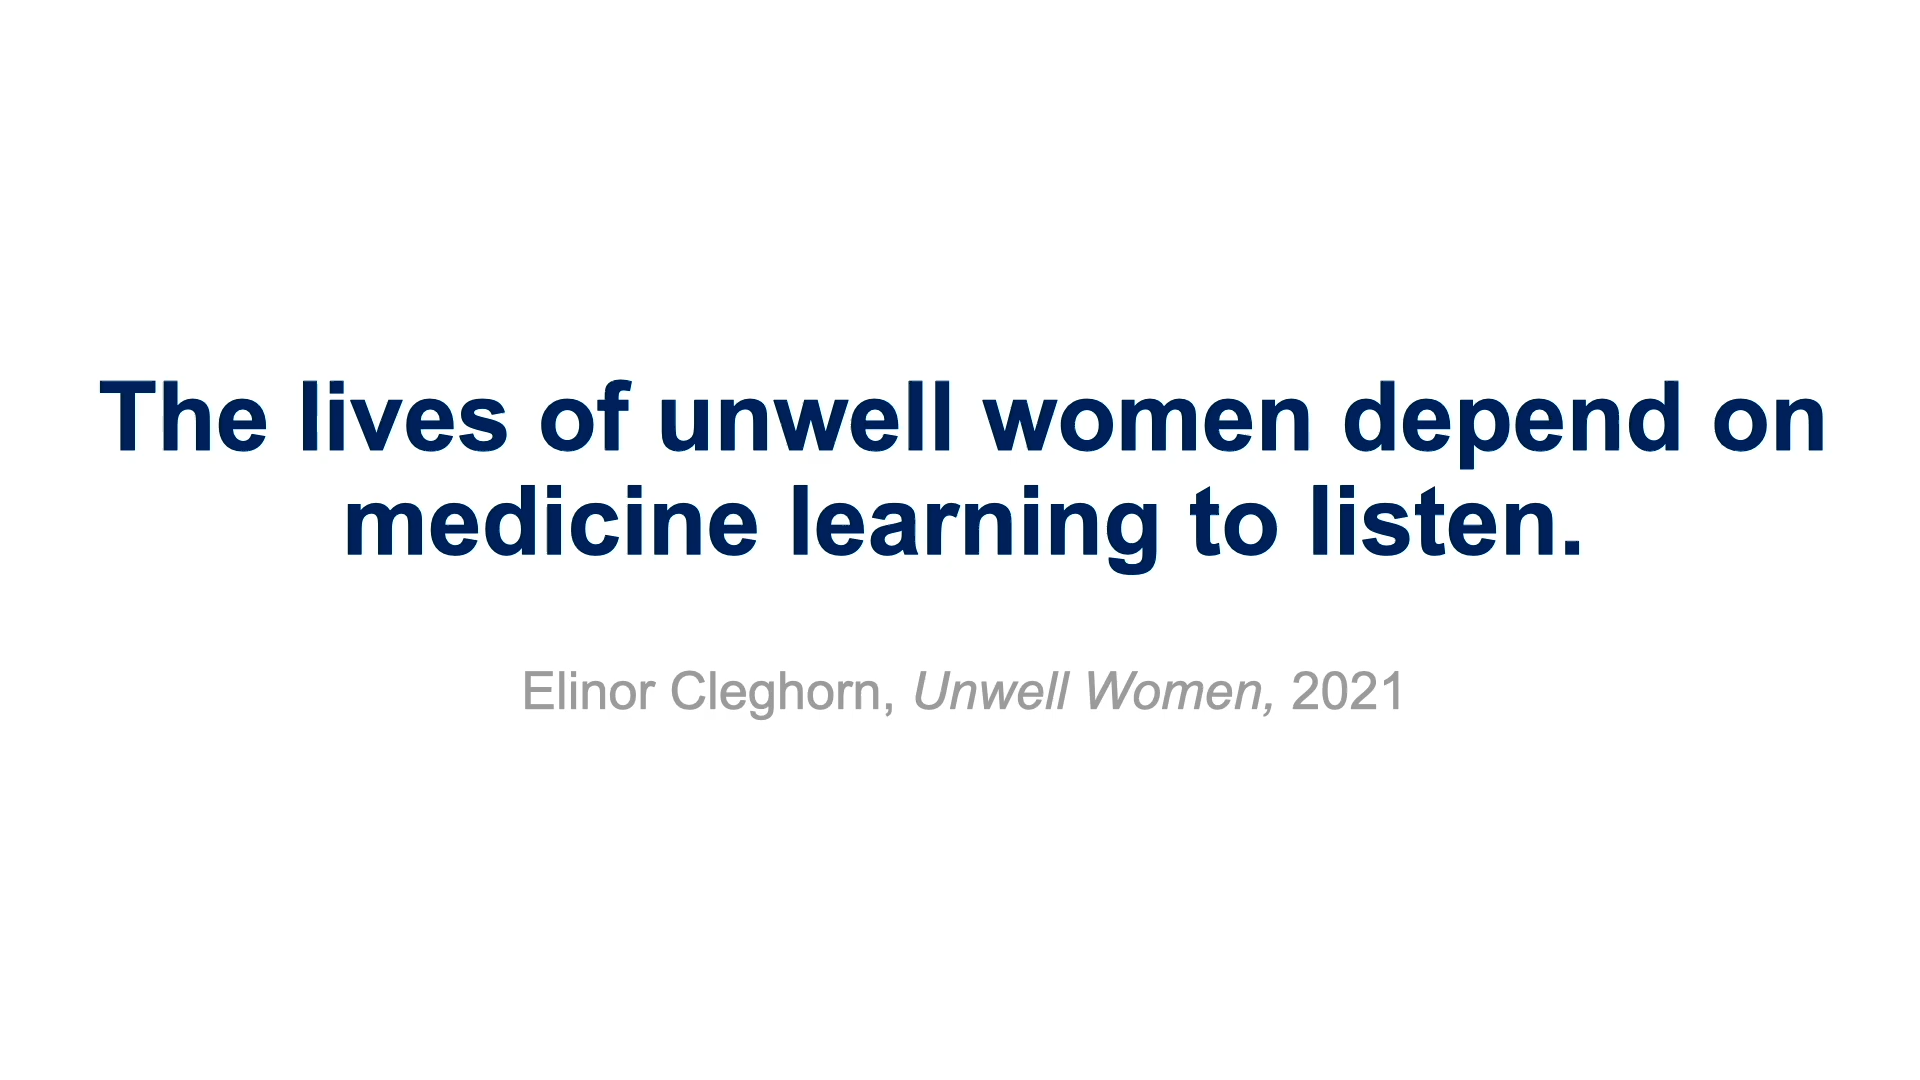 The lives of unwell women depend on
medicine learning to listen.
Elinor Cleghorn, Unwell Women, 2021